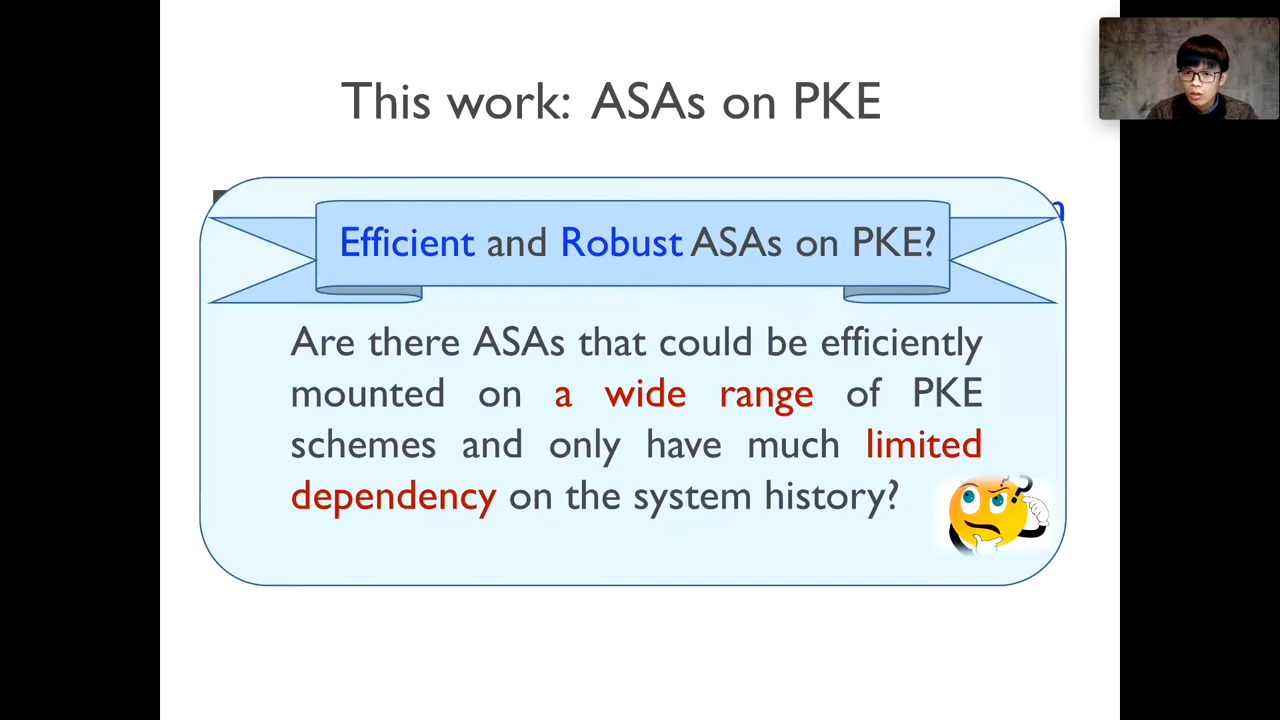 This work: ASAs on PKE
Efficient and Robust ASAs on PKE?
Are there ASAs that could be efficiently
mounted on a wide range of PKE
schemes and only have much limited
dependency on the system history?